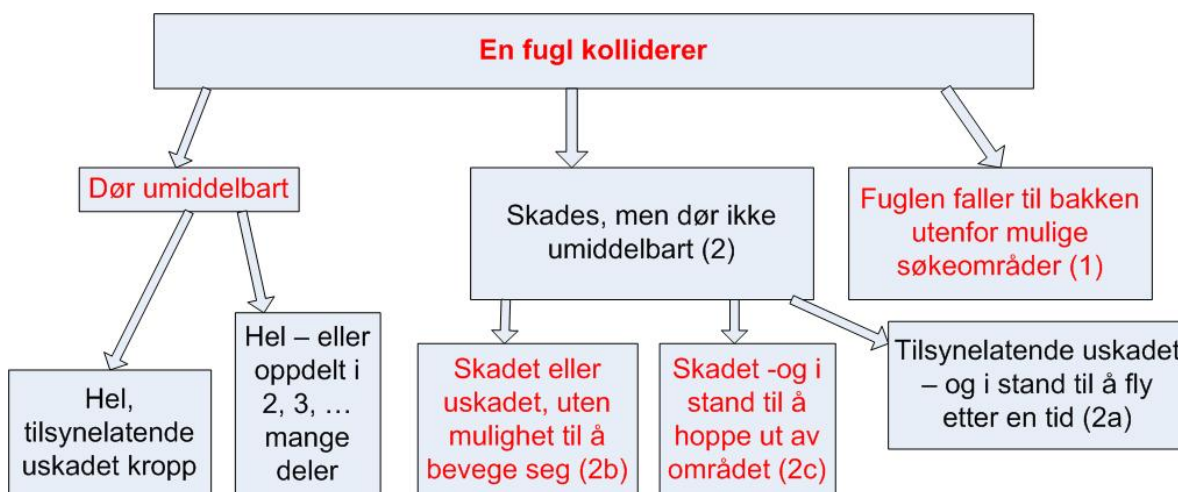 En fugl kolliderer
Dør umiddelbart
Skades, men dør ikke
umiddelbart (2)
Fuglen faller til bakken
utenfor mulige
søkeområder (1)
Hel,
tilsynelatende
uskadet kropp
Hel – eller
oppdelt i
2, 3, …
mange
deler
Skadet eller
uskadet, uten
mulighet til å
bevege seg (2b)
Skadet -og i
stand til å
hoppe ut av
området (2c)
Tilsynelatende uskadet
– og i stand til å fly
etter en tid (2a)